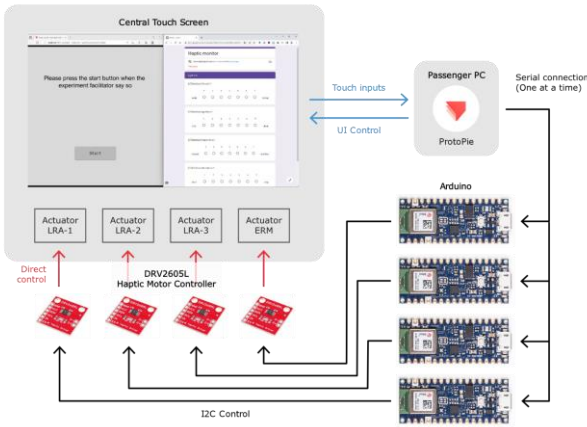 Central Touch Screen
Please press the start button when the
experiment facilitator say so
Haptic monitor
Touch inputs
UI Control
Passenger PC
ProtoPie
Serial connection
(One at a time)
Actuator
LRA-1
Actuator
LRA-2
Actuator
LRA-3
Actuator
ERM
Direct
control
DRV2605L
Haptic Motor Controller
Arduino
I2C Control